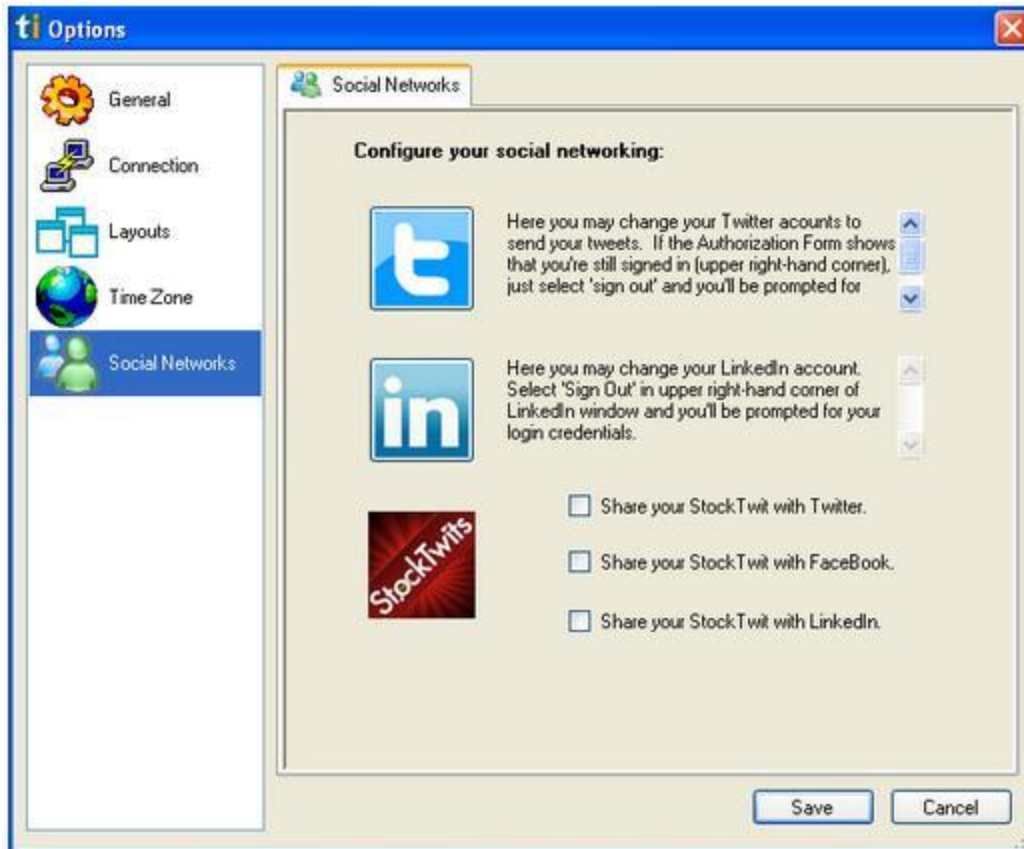 ti Options
General
Connection
Layouts
Time Zone
Social Networks
Social Networks
Configure your social networking:
t
Here you may change your Twitter acounts to
send your tweets. If the Authorization Form shows
that you're still signed in (upper right-hand corner),
just select 'sign out' and you'll be prompted for
in
Here you may change your LinkedIn account.
Select 'Sign Out' in upper right-hand corner of
LinkedIn window and you'll be prompted for your
login credentials.
StockTwits
Share your StockTwit with Twitter.
Share your StockTwit with FaceBook.
Share your StockTwit with LinkedIn.
Save
Cancel